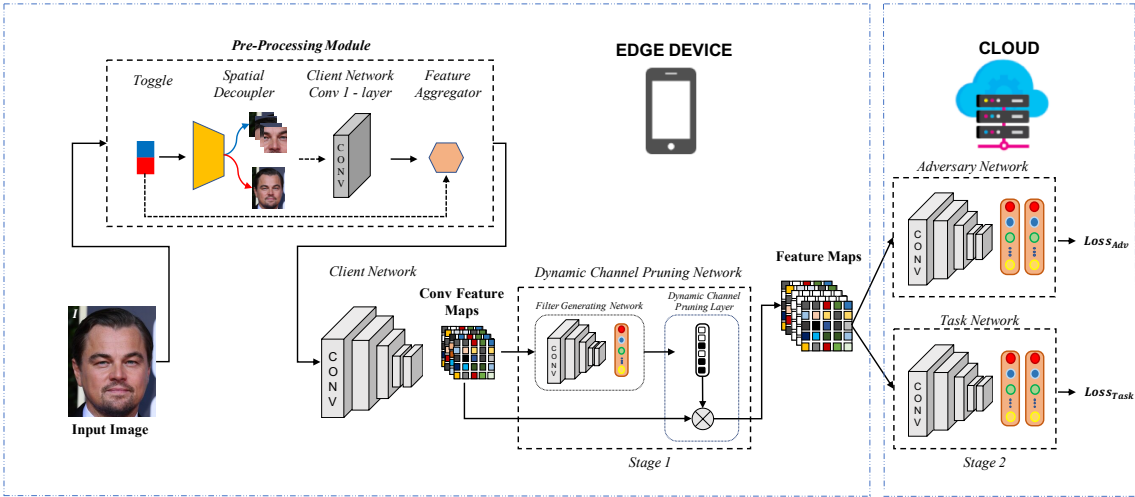 Pre-Processing Module
EDGE DEVICE
CLOUD
Toggle
Spatial
Decoupler
Client Network
Conv 1 - layer
Feature
Aggregator
CONV
Adversary Network
CONV
Loss_Adv
Client Network
CONV
Conv Feature
Maps
Dynamic Channel Pruning Network
Filter Generating Network
CONV
Dynamic Channel
Pruning Layer
Feature Maps
Task Network
CONV
Loss_Task
Input Image
Stage 1
Stage 2